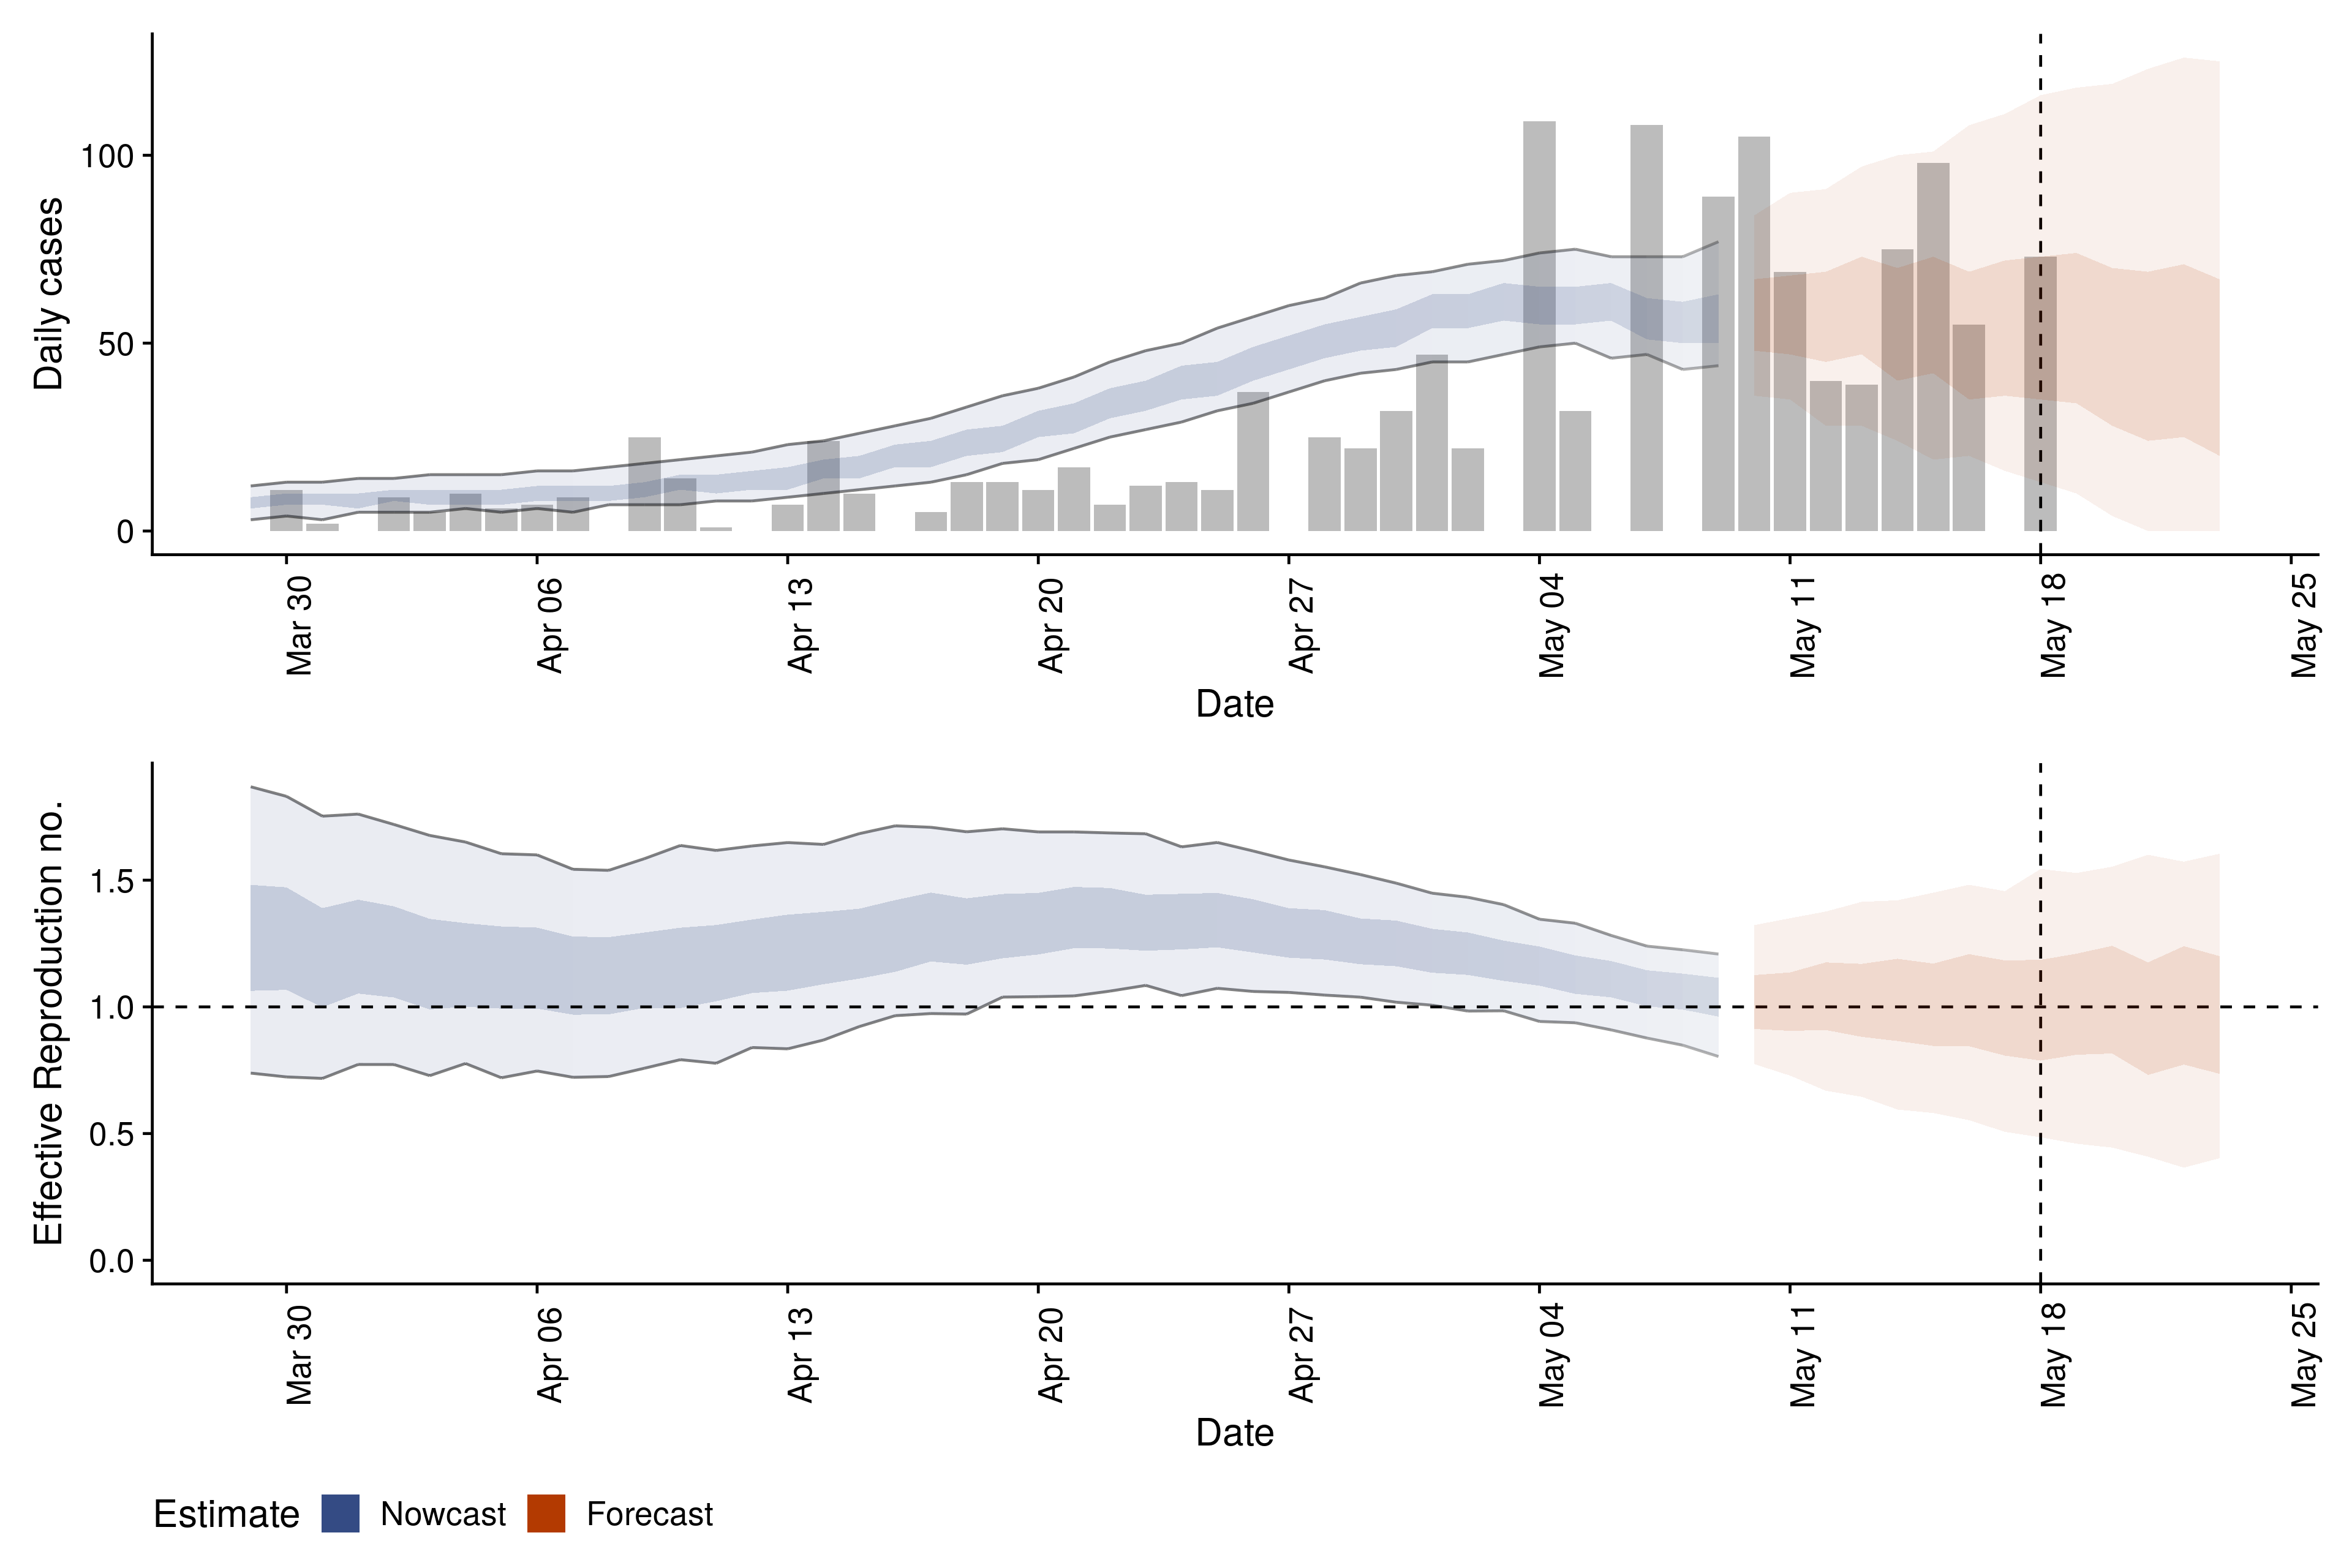 Daily cases
100
50
0
Mar 30
Apr 06
Apr 13
Apr 20
Apr 27
May 04
May 11
May 18
May 25
Date
Effective Reproduction no.
1.5
1.0
0.5
0.0
Mar 30
Apr 06
Apr 13
Apr 20
Apr 27
May 04
May 11
May 18
May 25
Date
Estimate Nowcast Forecast